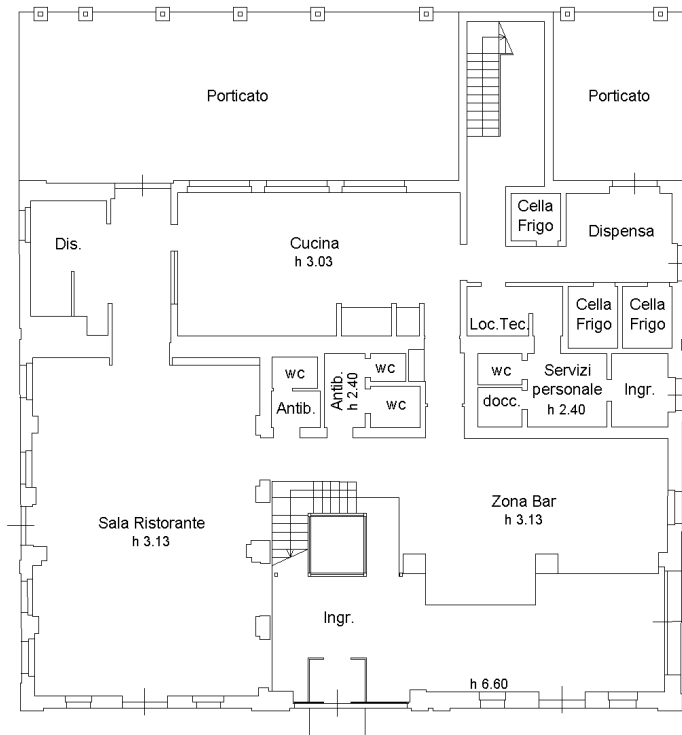 Porticato
Porticato
Cella
Frigo
Dis.
Cucina
h 3.03
Dispensa
Loc.Tec.
Cella
Frigo
Cella
Frigo
wc
Antib.
Antib.
h 2.40
wc
wc
wc
docc.
Servizi
personale
h 2.40
Ingr.
Sala Ristorante
h 3.13
Zona Bar
h 3.13
Ingr.
h 6.60